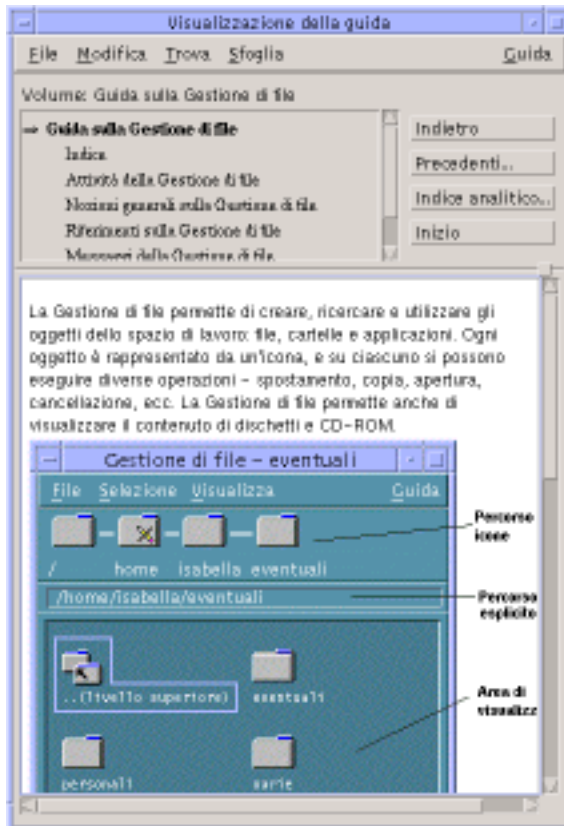 Visualizzazione della guida
File Modifica Trova Sfoglia Guida
Volume: Guida sulla Gestione di file
Guida sulla Gestione di file
Indice
Attività della Gestione di file
Nozioni generali sulla Gestione di file
Riferimenti sulla Gestione di file
Messaggi della Gestione di file
Indietro
Precedenti...
Indice analitico...
Inizio
La Gestione di file permette di creare, ricercare e utilizzare gli
oggetti dello spazio di lavoro: file, cartelle e applicazioni. Ogni
oggetto è rappresentato da un'icona, e su ciascuno si possono
eseguire diverse operazioni – spostamento, copia, apertura,
cancellazione, ecc. La Gestione di file permette anche di
visualizzare il contenuto di dischetti e CD-ROM.
Gestione di file – eventuali
File Selezione Visualizza Guida
/ home isabella eventuali
/home/isabella/eventuali
..(livello superiore) eventuali
personali varie
Percorso
icone
Percorso
esplicito
Area di
visualizz